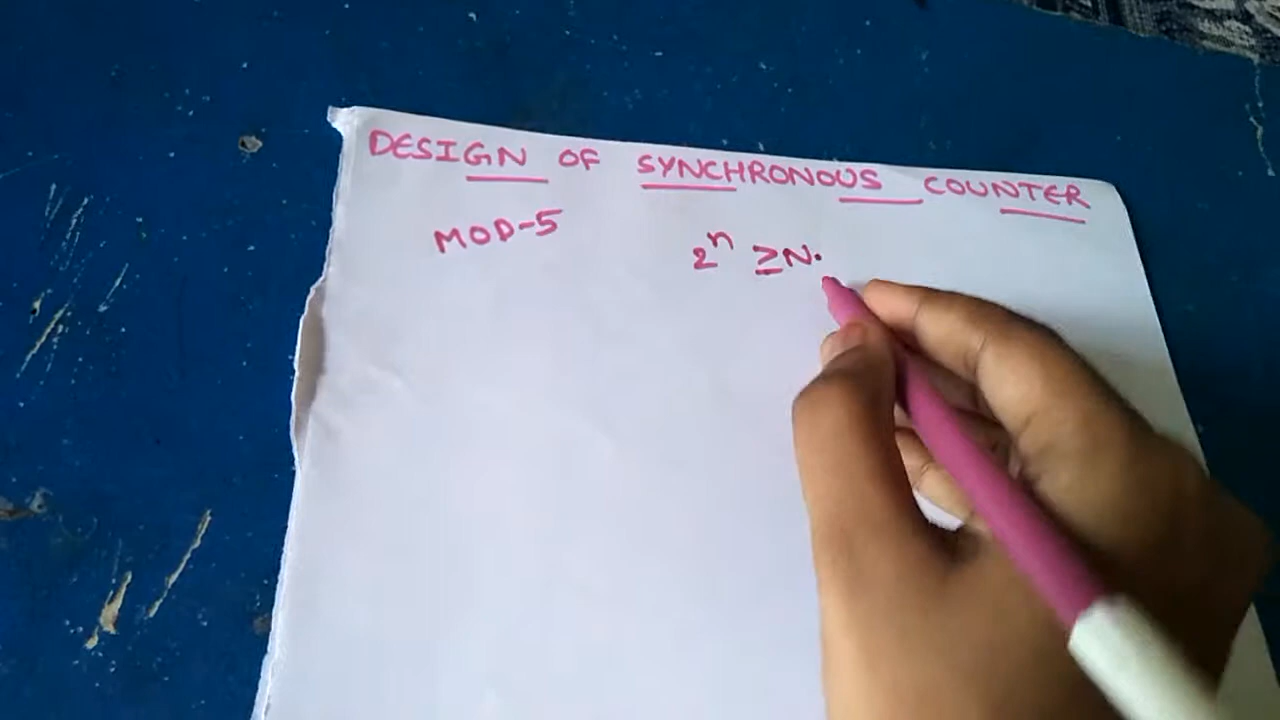 DESIGN OF SYNCHRONOUS COUNTER
MOD-5 2ⁿ ≥N.